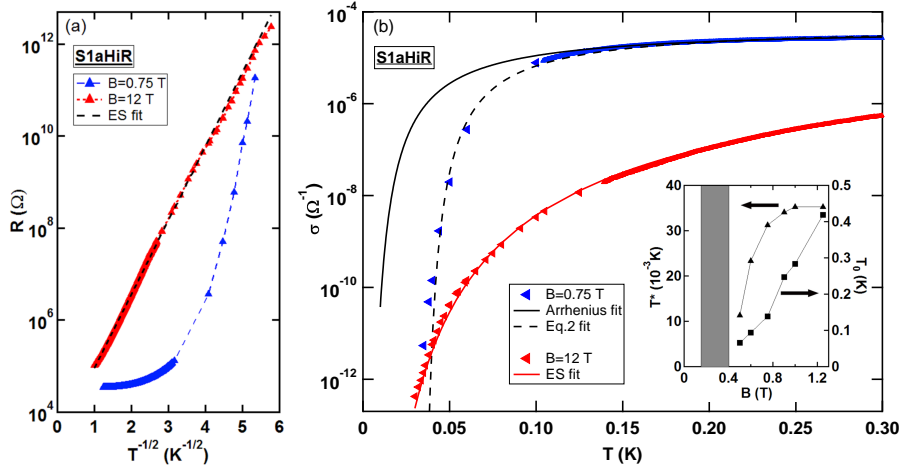 (a)
S1aHiR
B=0.75 T
B=12 T
ES fit
R (Ω)
10^12
10^10
10^8
10^6
10^4
0 1 2 3 4 5 6
T^-1/2 (K^-1/2)
(b)
S1aHiR
σ (Ω^-1)
10^-4
10^-6
10^-8
10^-10
10^-12
0.00 0.05 0.10 0.15 0.20 0.25 0.30
T (K)
B=0.75 T
Arrhenius fit
Eq.2 fit
B=12 T
ES fit
T* (10^-3 K)
40
30
20
10
0
0 0.4 0.8 1.2
B (T)
T_0 (K)
0.5
0.4
0.3
0.2
0.1
0